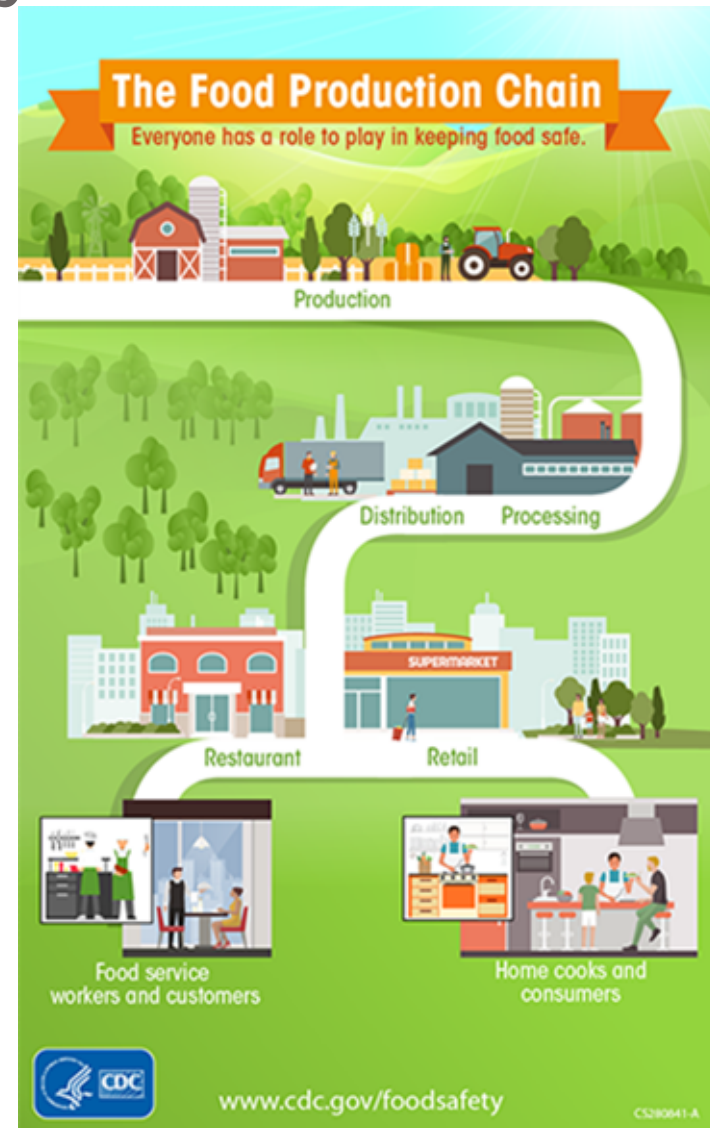 The Food Production Chain
Everyone has a role to play in keeping food safe.
Production
Distribution Processing
SUPERMARKET
Restaurant Retail
Food service
workers and customers
Home cooks and
consumers
CDC
www.cdc.gov/foodsafety
CS280841-A